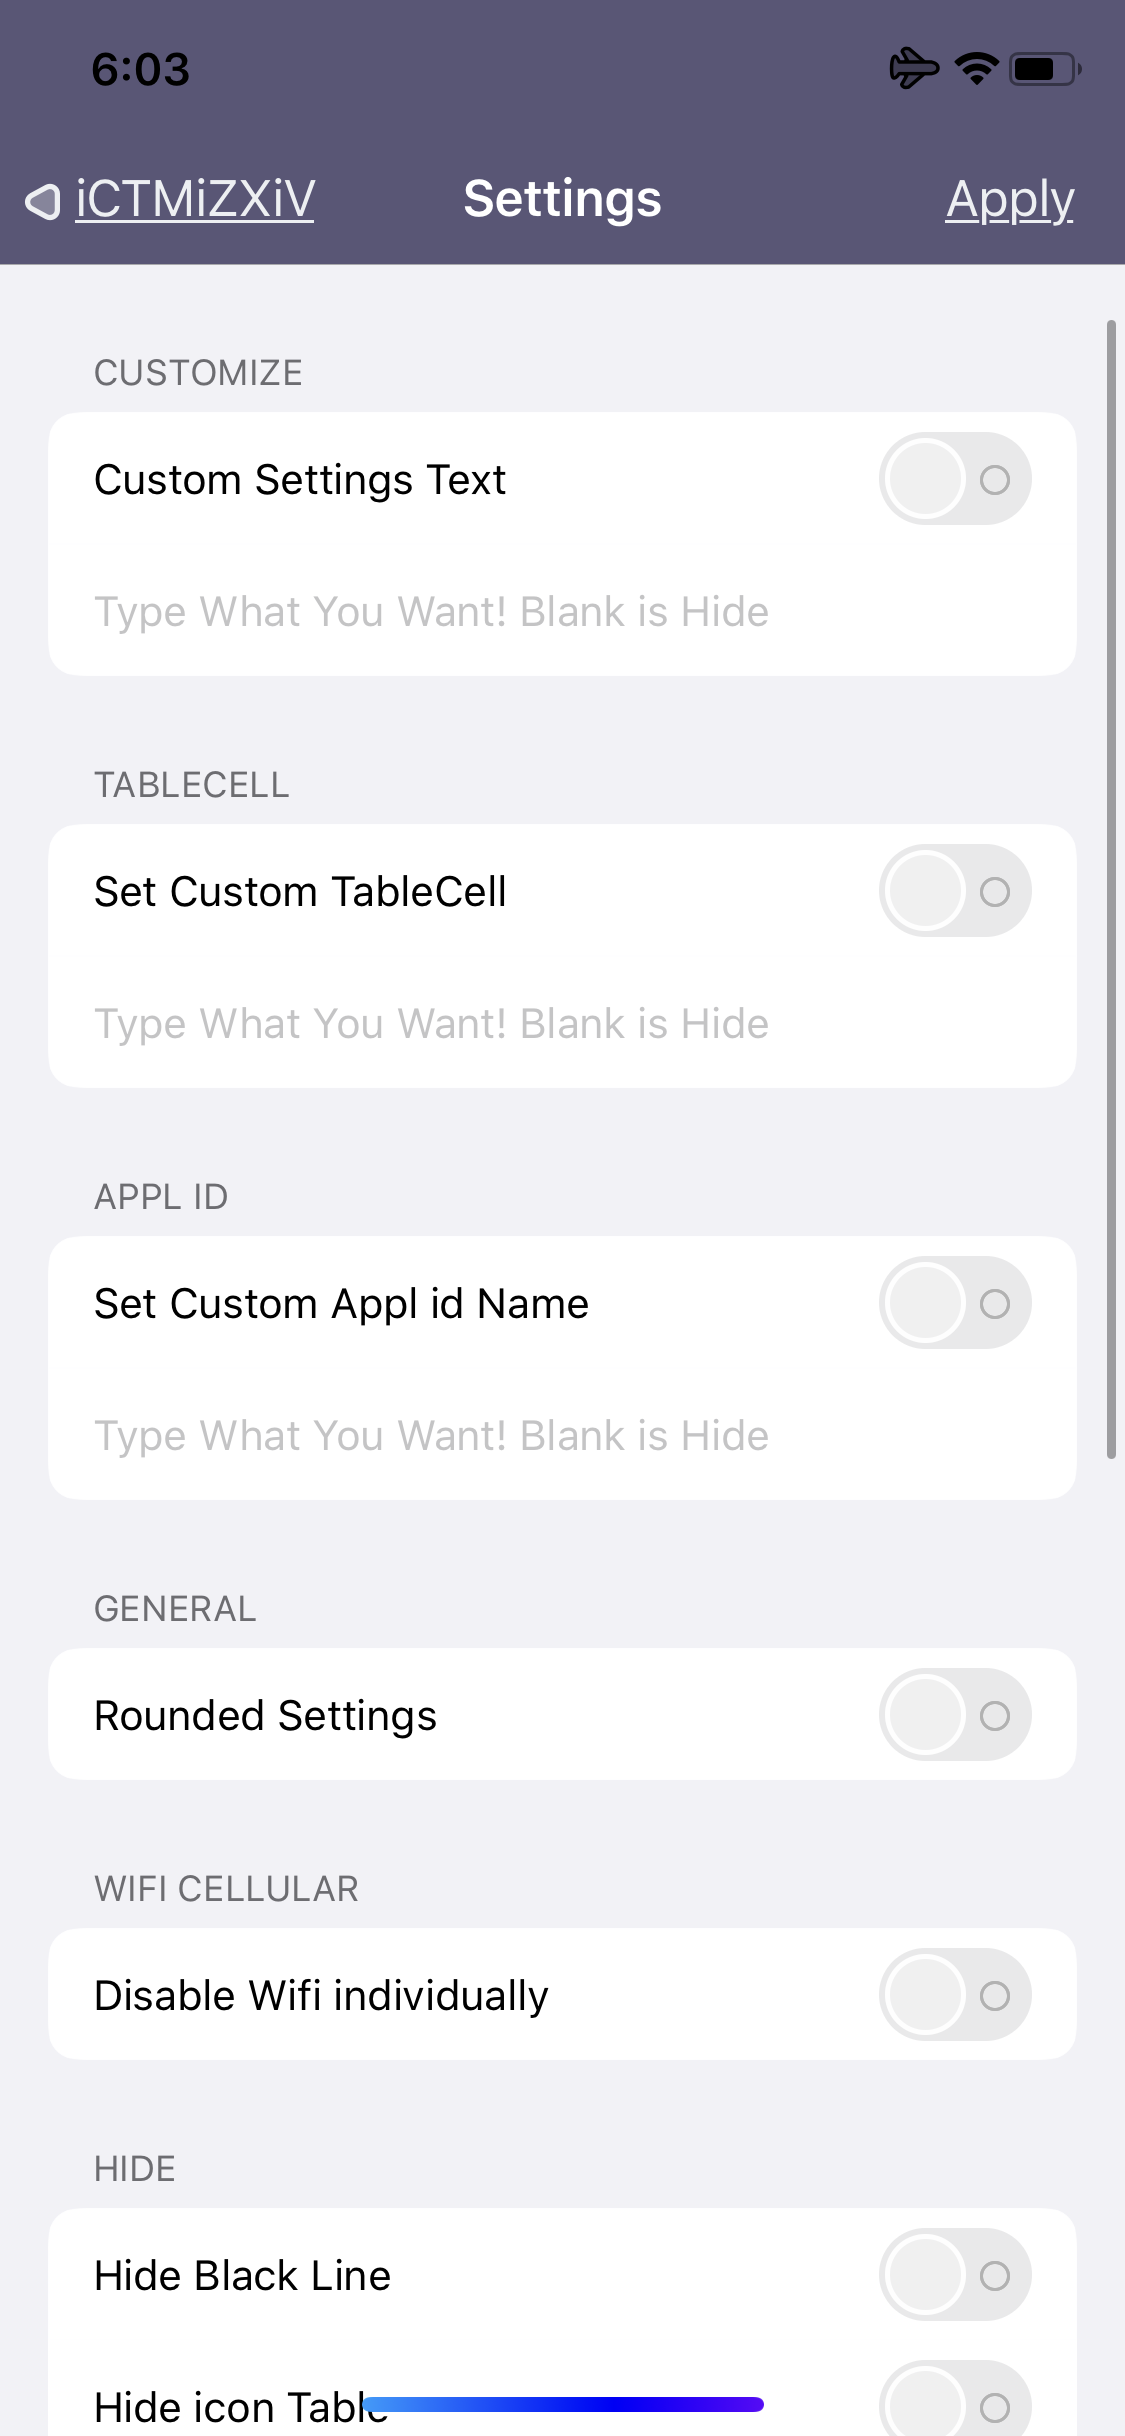 6:03
iCTMiZXiV
Settings
Apply
CUSTOMIZE
Custom Settings Text
Type What You Want! Blank is Hide
TABLECELL
Set Custom TableCell
Type What You Want! Blank is Hide
APPL ID
Set Custom Appl id Name
Type What You Want! Blank is Hide
GENERAL
Rounded Settings
WIFI CELLULAR
Disable Wifi individually
HIDE
Hide Black Line
Hide icon Table